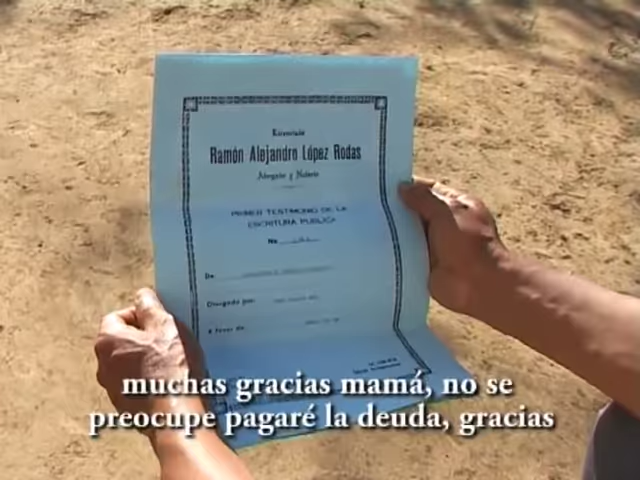 Licenciado
Ramón Alejandro López Rodas
Abogado y Notario
PRIMER TESTIMONIO DE LA
ESCRITURA PUBLICA
No.
De
Otorgada por:
A favor de:
muchas gracias mamá, no se
preocupe pagaré la deuda, gracias